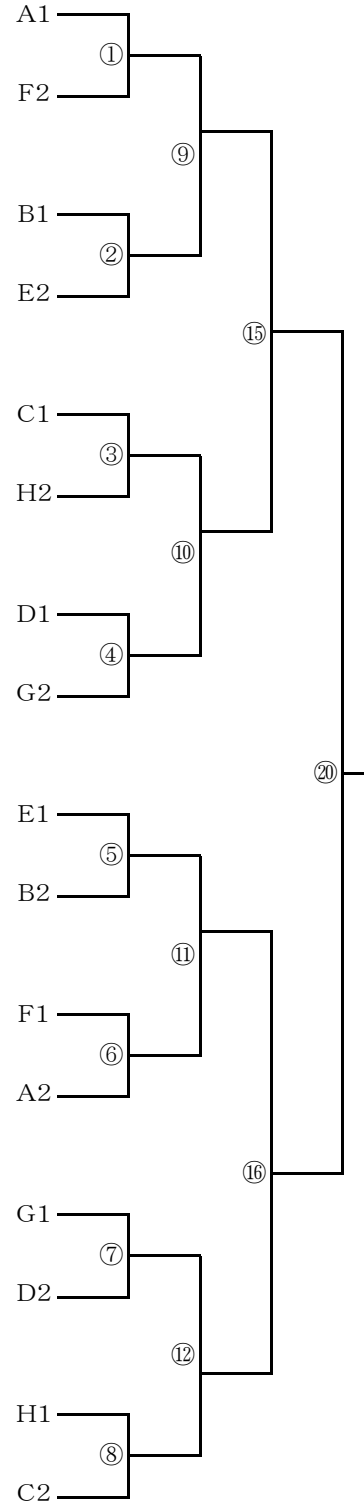 A1
①
F2
⑨
B1
②
E2
⑮
C1
③
H2
⑩
D1
④
G2
⑳
E1
⑤
B2
⑪
F1
⑥
A2
⑯
G1
⑦
D2
⑫
H1
⑧
C2